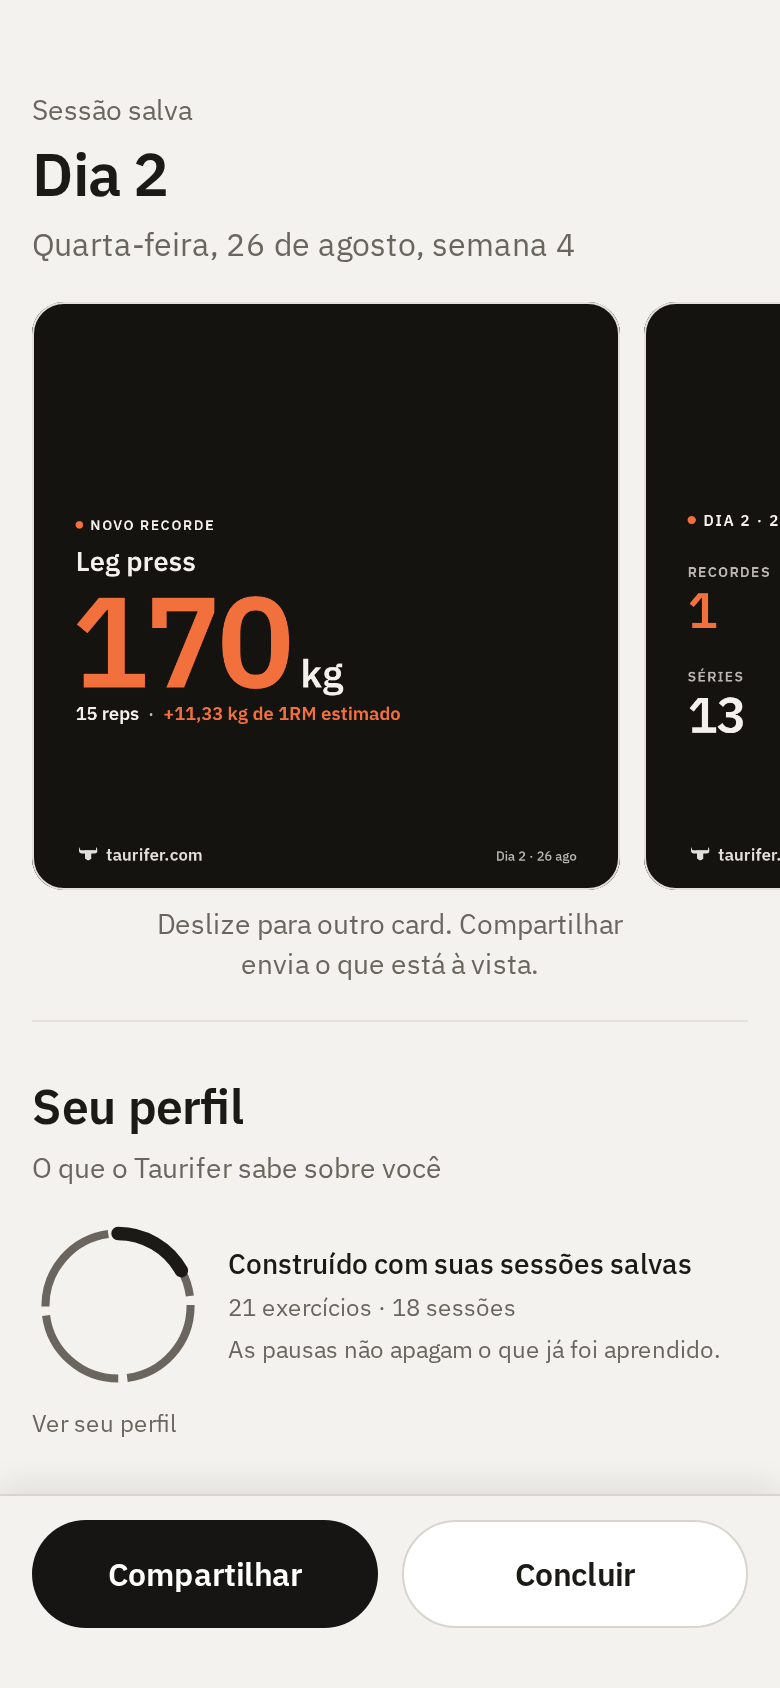 Sessão salva
Dia 2
Quarta-feira, 26 de agosto, semana 4
NOVO RECORDE
Leg press
170 kg
15 reps · +11,33 kg de 1RM estimado
taurifer.com
Dia 2 · 26 ago
DIA 2 · 2
RECORDES
1
SÉRIES
13
taurifer.
Deslize para outro card. Compartilhar
envia o que está à vista.
Seu perfil
O que o Taurifer sabe sobre você
Construído com suas sessões salvas
21 exercícios · 18 sessões
As pausas não apagam o que já foi aprendido.
Ver seu perfil
Compartilhar
Concluir